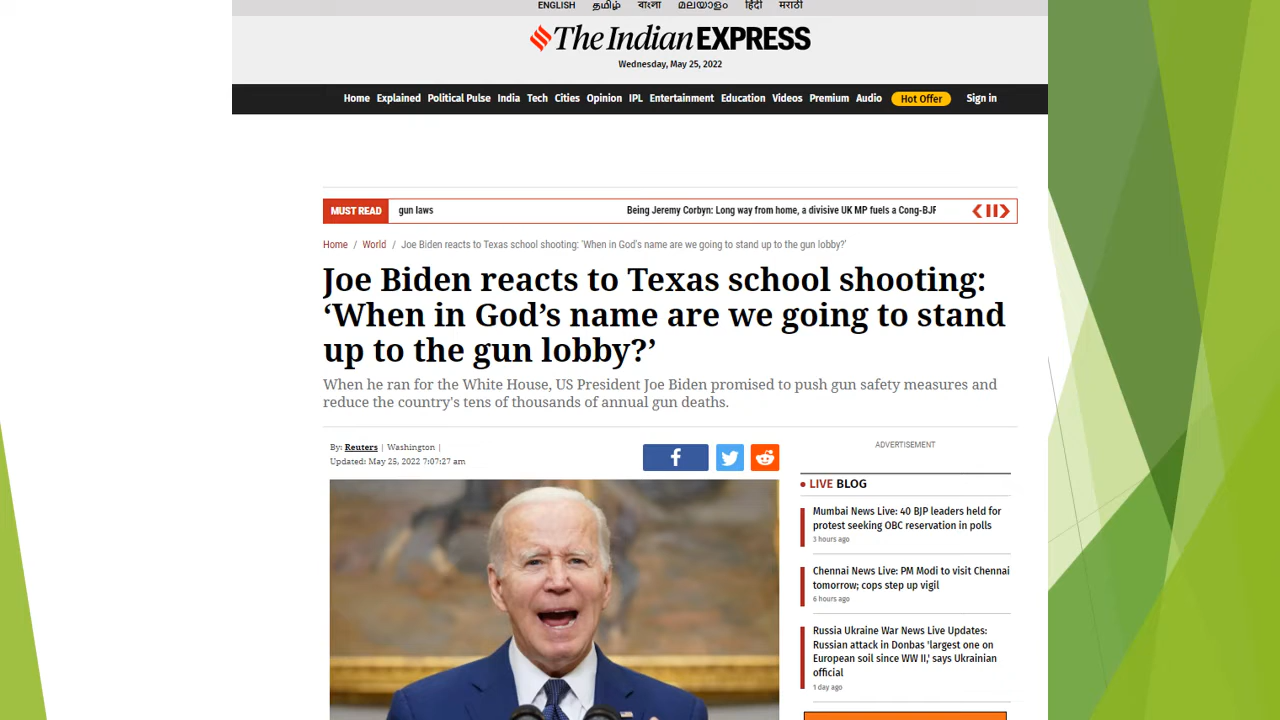 ENGLISH தமிழ் বাংলা മലയാളം हिंदी मराठी
The Indian EXPRESS
Wednesday, May 25, 2022
Home Explained Political Pulse India Tech Cities Opinion IPL Entertainment Education Videos Premium Audio Hot Offer Sign in
MUST READ gun laws Being Jeremy Corbyn: Long way from home, a divisive UK MP fuels a Cong-BJF
Home / World / Joe Biden reacts to Texas school shooting: 'When in God's name are we going to stand up to the gun lobby?'
Joe Biden reacts to Texas school shooting:
‘When in God’s name are we going to stand
up to the gun lobby?’
When he ran for the White House, US President Joe Biden promised to push gun safety measures and
reduce the country's tens of thousands of annual gun deaths.
By: Reuters | Washington |
Updated: May 25, 2022 7:07:27 am
ADVERTISEMENT
LIVE BLOG
Mumbai News Live: 40 BJP leaders held for
protest seeking OBC reservation in polls
3 hours ago
Chennai News Live: PM Modi to visit Chennai
tomorrow; cops step up vigil
6 hours ago
Russia Ukraine War News Live Updates:
Russian attack in Donbas 'largest one on
European soil since WW II,' says Ukrainian
official
1 day ago